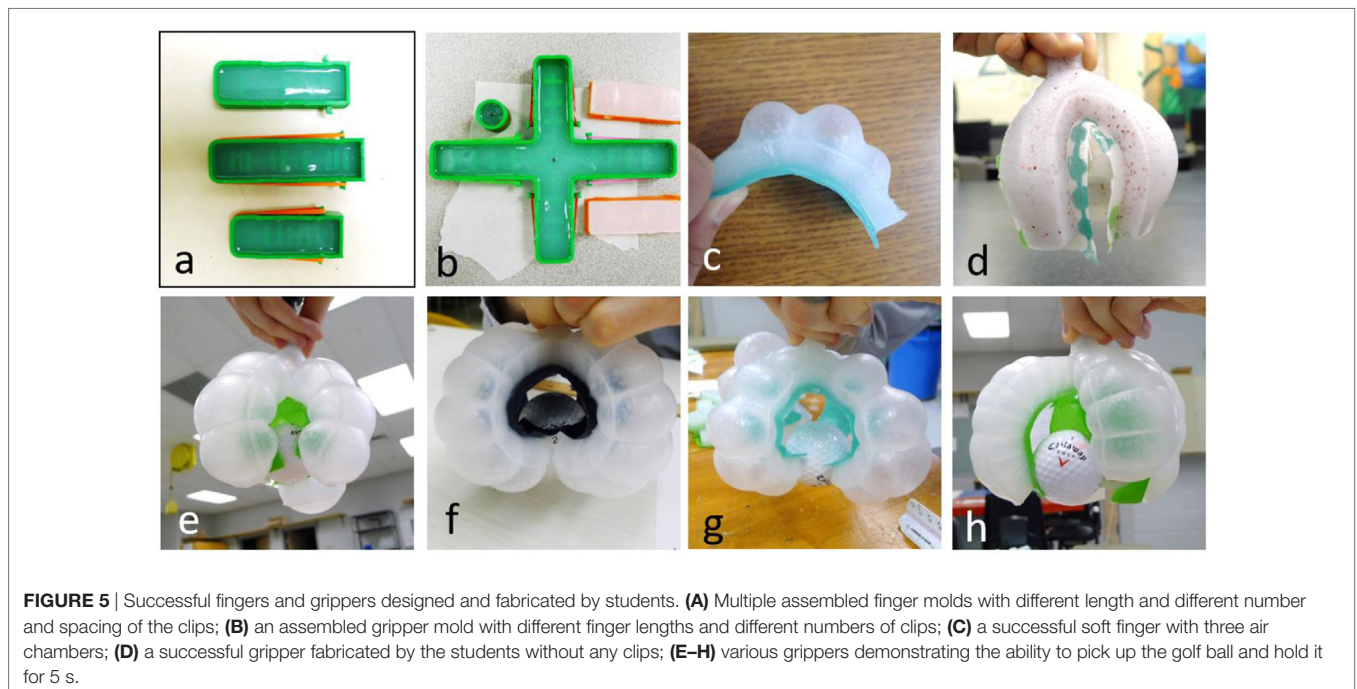 a
b
c
d
e
f
2
g
h
Callaway
FIGURE 5 | Successful fingers and grippers designed and fabricated by students. (A) Multiple assembled finger molds with different length and different number
and spacing of the clips; (B) an assembled gripper mold with different finger lengths and different numbers of clips; (C) a successful soft finger with three air
chambers; (D) a successful gripper fabricated by the students without any clips; (E–H) various grippers demonstrating the ability to pick up the golf ball and hold it
for 5 s.